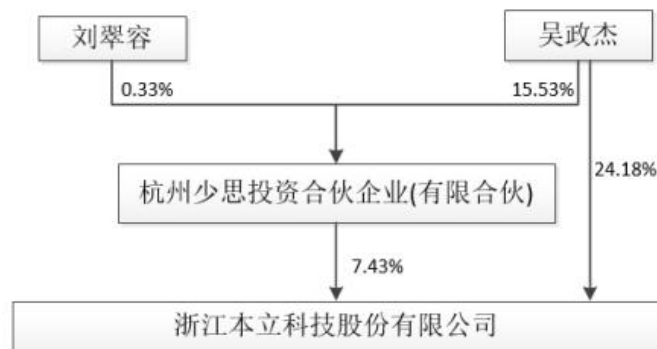 刘翠容
吴政杰
0.33%
15.53%
杭州少思投资合伙企业(有限合伙)
24.18%
7.43%
浙江本立科技股份有限公司